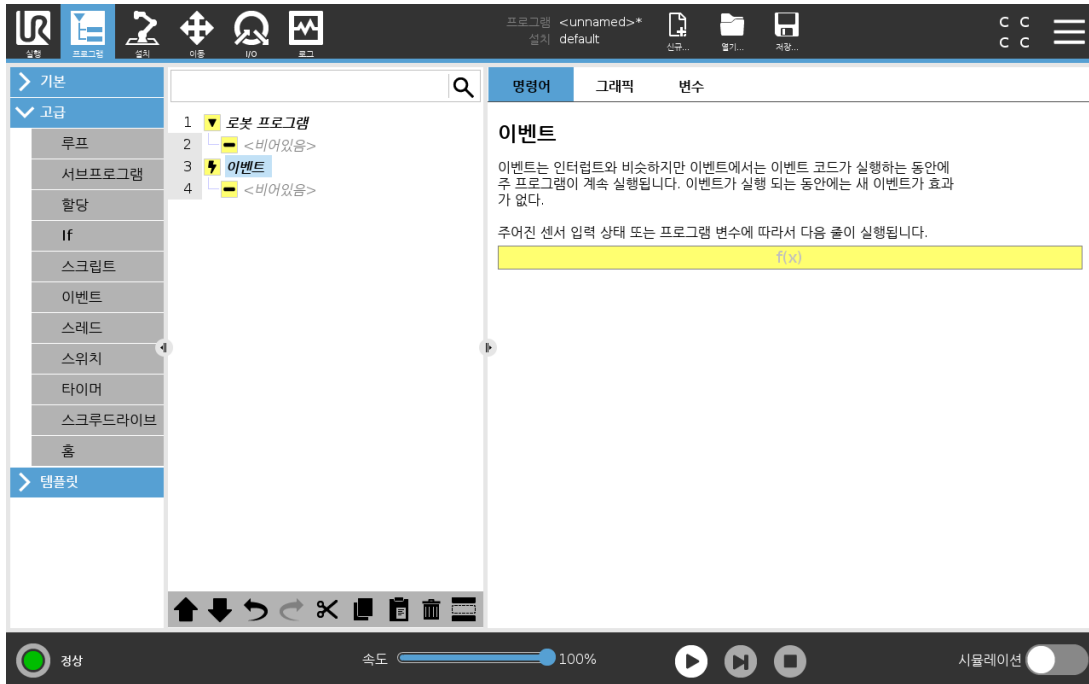 UR
실행
프로그램
설치
이동
I/O
로그
프로그램 <unnamed>*
설치 default
신규...
열기...
저장...
C C
C C
기본
고급
루프
서브프로그램
할당
If
스크립트
이벤트
스레드
스위치
타이머
스크루드라이브
홈
템플릿
1 로봇 프로그램
2 <비어있음>
3 이벤트
4 <비어있음>
명령어 그래픽 변수
이벤트
이벤트는 인터럽트와 비슷하지만 이벤트에서는 이벤트 코드가 실행하는 동안에
주 프로그램이 계속 실행됩니다. 이벤트가 실행 되는 동안에는 새 이벤트가 효과
가 없다.
주어진 센서 입력 상태 또는 프로그램 변수에 따라서 다음 줄이 실행됩니다.
f(x)
정상
속도 100%
시뮬레이션